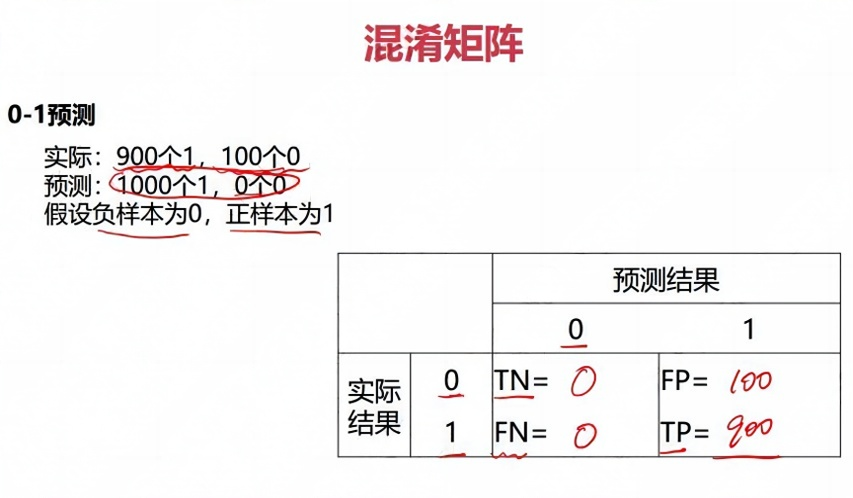 混淆矩阵
0-1预测
实际：900个1，100个0
预测：1000个1，0个0
假设负样本为0，正样本为1
预测结果
0 1
实际结果
0 TN= 0 FP= 100
1 FN= 0 TP= 900